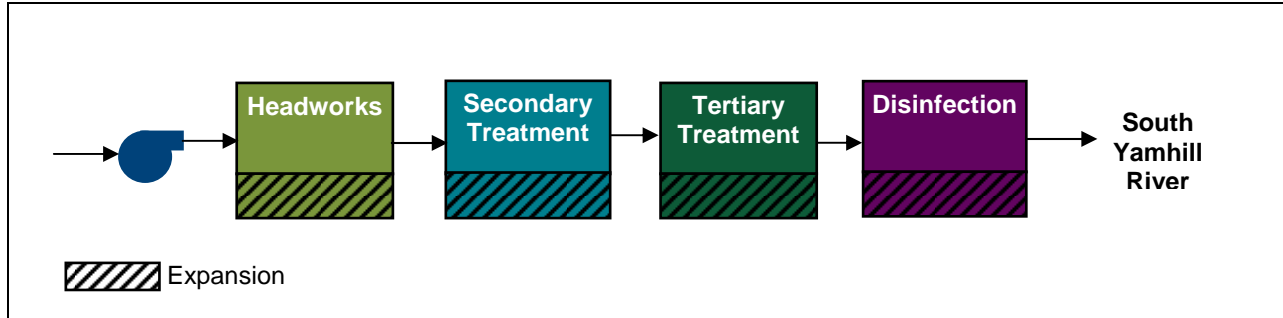 Headworks
Secondary
Treatment
Tertiary
Treatment
Disinfection
South
Yamhill
River
Expansion